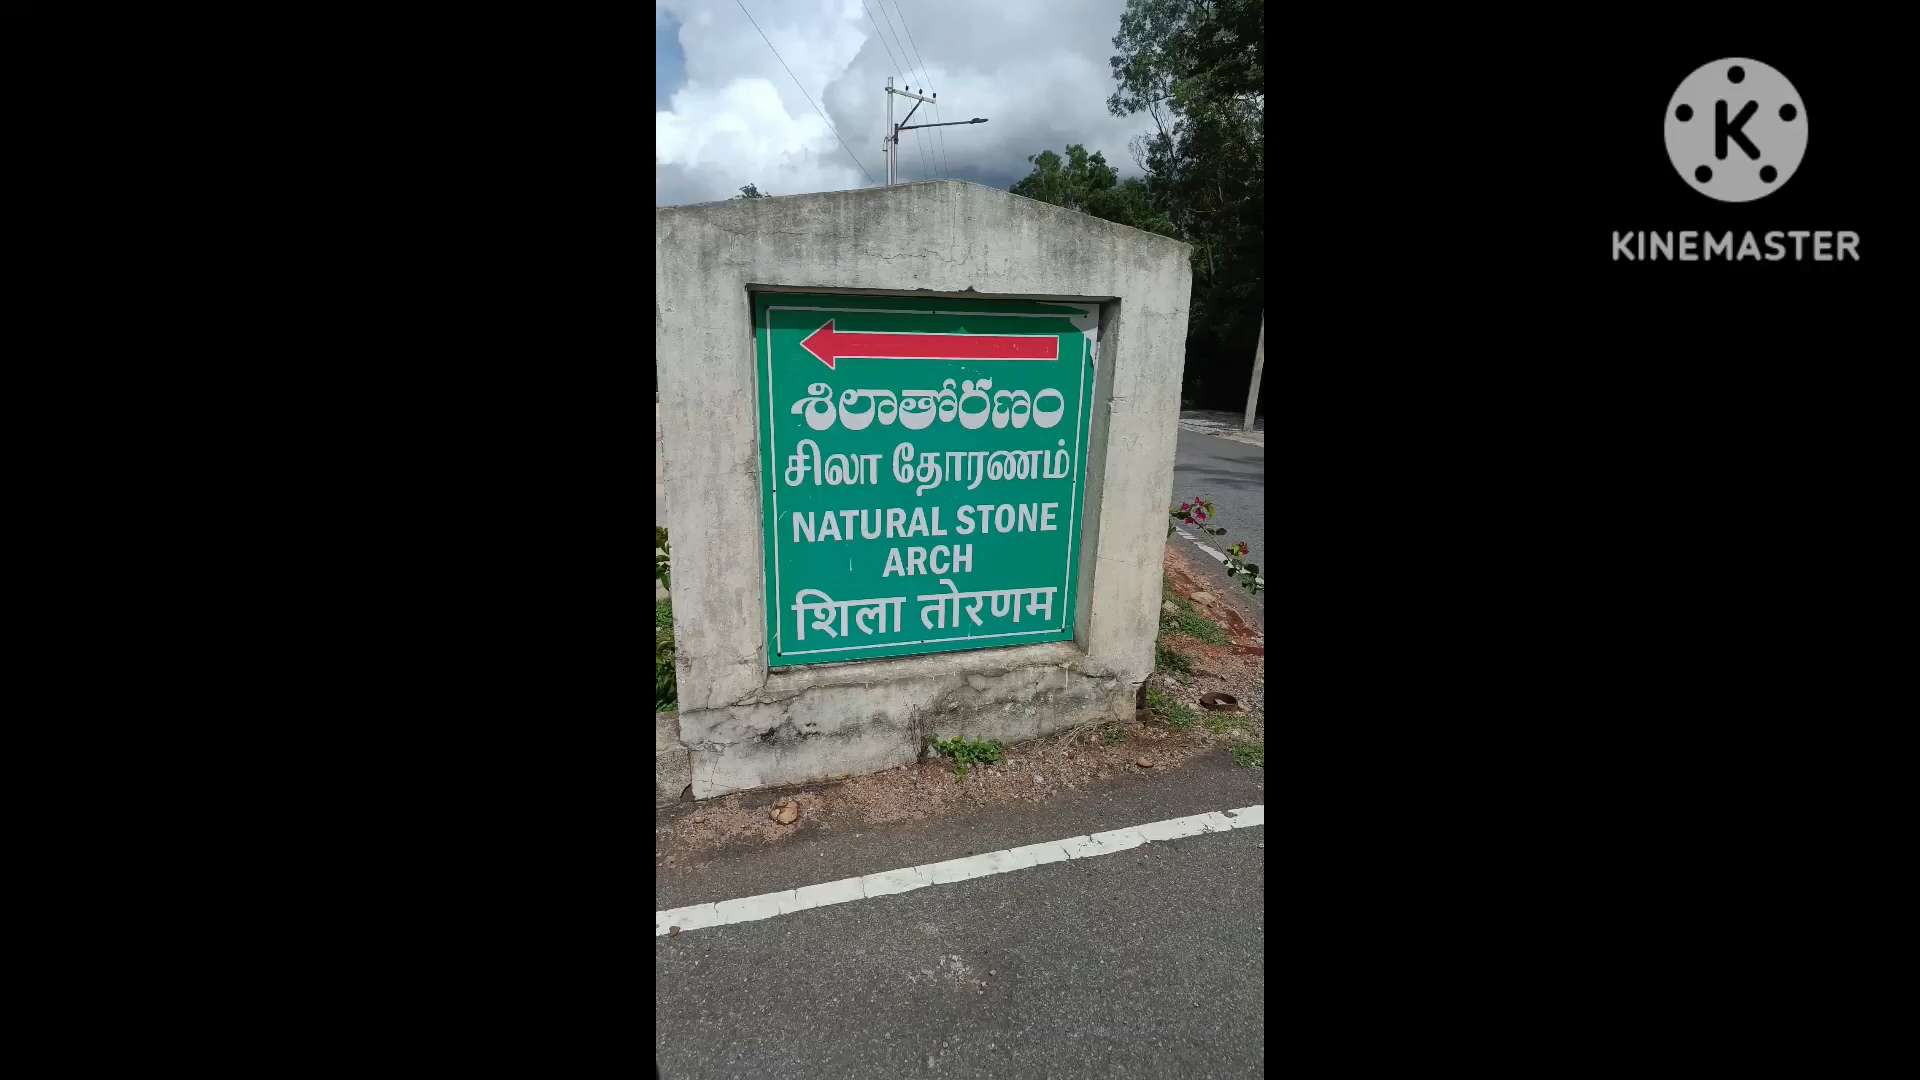 శిలాతోరణం
சிலா தோரணம்
NATURAL STONE
ARCH
शिला तोरणम
K
KINEMASTER